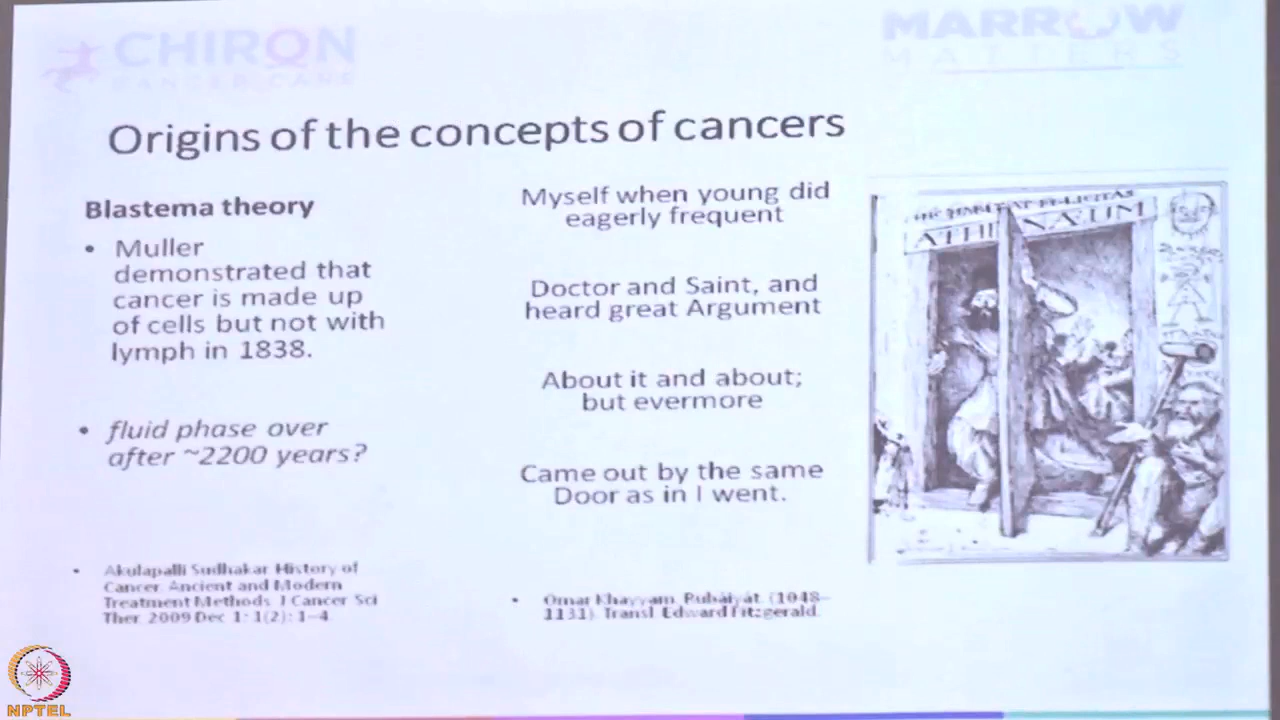 CHIRON
CANCER CARE
MARROW
MATTERS
Origins of the concepts of cancers
Blastema theory
• Muller
demonstrated that
cancer is made up
of cells but not with
lymph in 1838.
• fluid phase over
after ~2200 years?
• Akulapalli Sudhakar History of
Cancer, Ancient and Modern
Treatment Methods J Cancer Sci
Ther. 2009 Dec 1; 1(2): 1–4
Myself when young did
eagerly frequent
Doctor and Saint, and
heard great Argument
About it and about;
but evermore
Came out by the same
Door as in I went.
• Omar Khayyam. Rubaiyat. (1048–
1131). Transl. Edward Fitzgerald.
ATHENÆUM
NPTEL